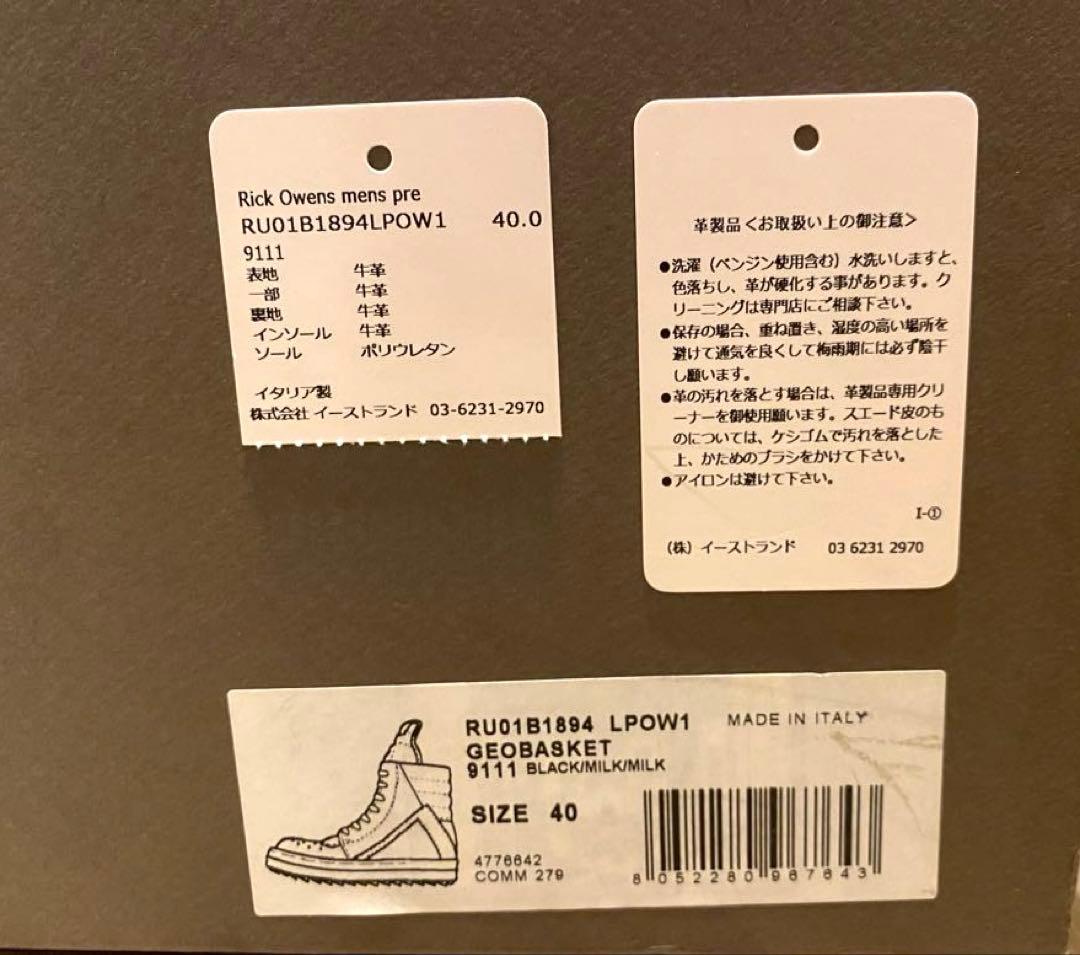 Rick Owens mens pre
RU01B1894LPOW1 40.0
9111
表地 牛革
一部 牛革
裏地 牛革
インソール 牛革
ソール ポリウレタン
イタリア製
株式会社 イーストランド 03-6231-2970
革製品<お取扱い上の御注意>
●洗濯（ベンジン使用含む）水洗いしますと、
色落ちし、革が硬化する事があります。ク
リーニングは専門店にご相談下さい。
●保存の場合、重ね置き、湿度の高い場所を
避けて通気を良くして梅雨期には必ず陰干
し願います。
●革の汚れを落とす場合は、革製品専用クリ
ーナーを御使用願います。スエード皮のも
のについては、ケシゴムで汚れを落とした
上、かためのブラシをかけて下さい。
●アイロンは避けて下さい。
I-①
（株）イーストランド 03 6231 2970
RU01B1894 LPOW1 MADE IN ITALY
GEOBASKET
9111 BLACK/MILK/MILK
SIZE 40
4776642
COMM 279
8 052280 987643